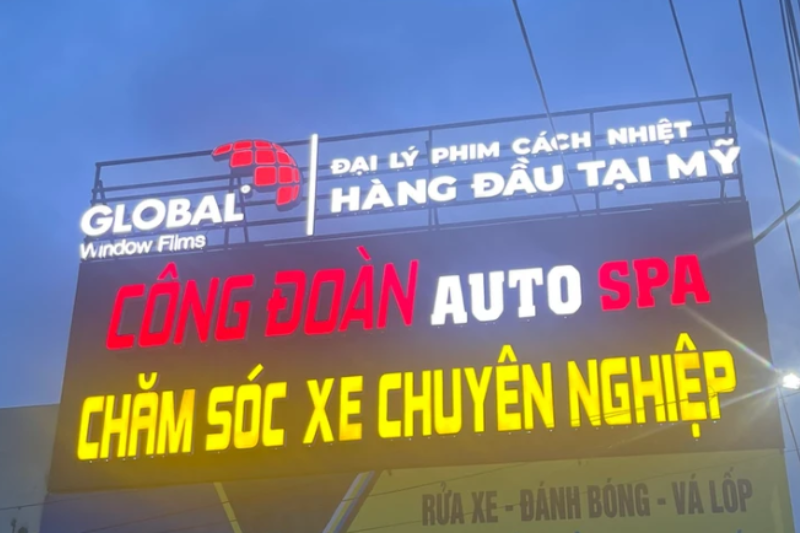 GLOBAL
Window Films
ĐẠI LÝ PHIM CÁCH NHIỆT
HÀNG ĐẦU TẠI MỸ
CÔNG ĐOÀN AUTO SPA
CHĂM SÓC XE CHUYÊN NGHIỆP
RỬA XE - ĐÁNH BÓNG - VÁ LỐP